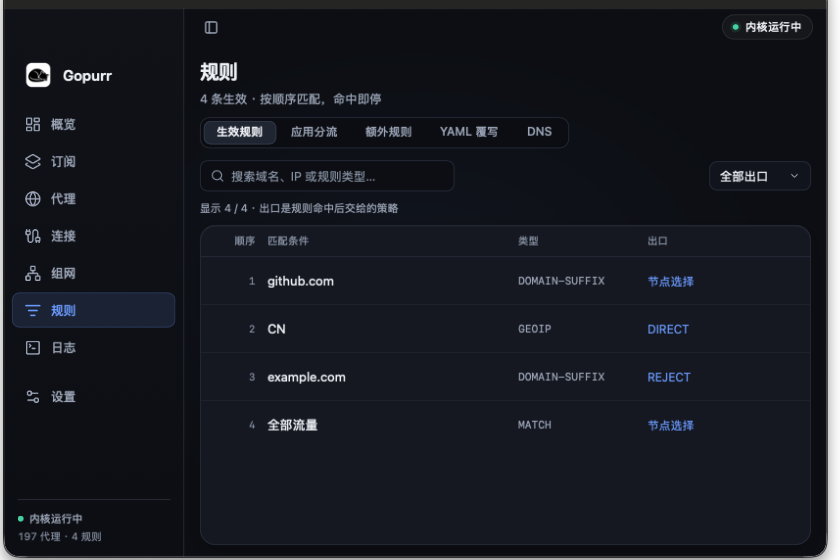 内核运行中
Gopurr
概览
订阅
代理
连接
组网
规则
日志
设置
内核运行中
197 代理 · 4 规则
规则
4 条生效 · 按顺序匹配，命中即停
生效规则 应用分流 额外规则 YAML 覆写 DNS
搜索域名、IP 或规则类型... 全部出口
显示 4 / 4 · 出口是规则命中后交给的策略
顺序 匹配条件 类型 出口
1 github.com DOMAIN-SUFFIX 节点选择
2 CN GEOIP DIRECT
3 example.com DOMAIN-SUFFIX REJECT
4 全部流量 MATCH 节点选择